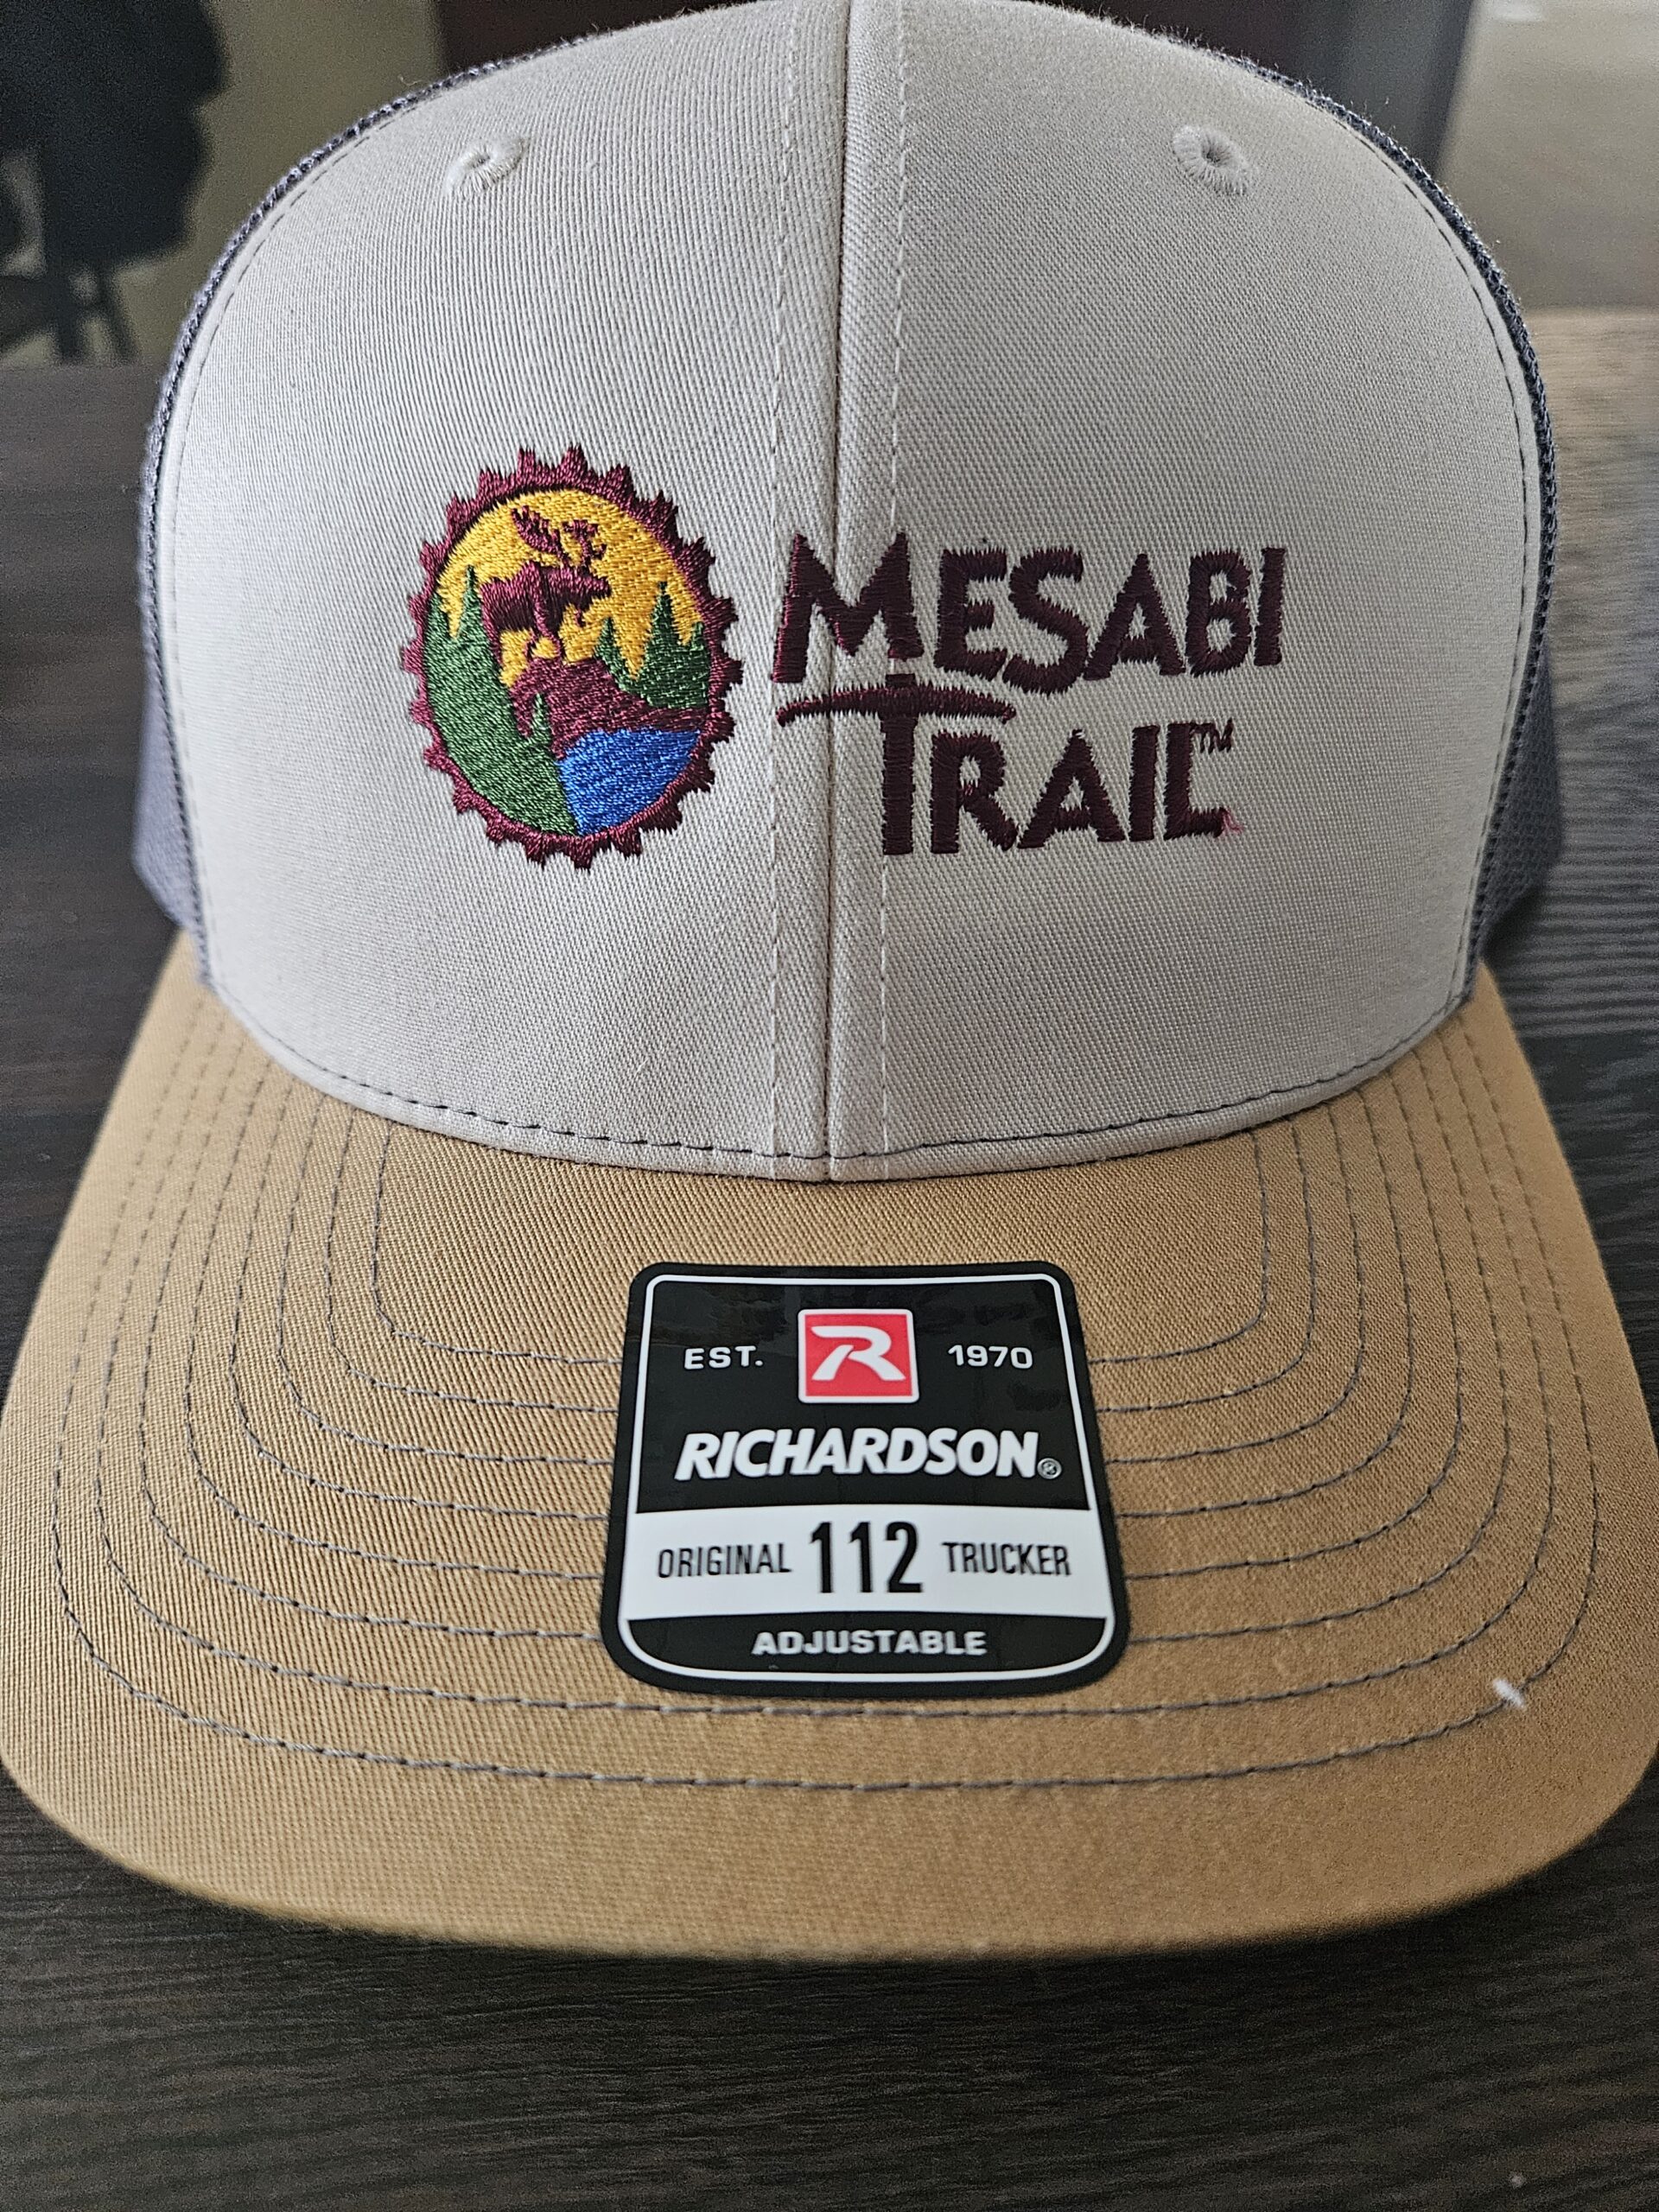 MESABI
TRAIL™
EST. R 1970
RICHARDSON®
ORIGINAL 112 TRUCKER
ADJUSTABLE